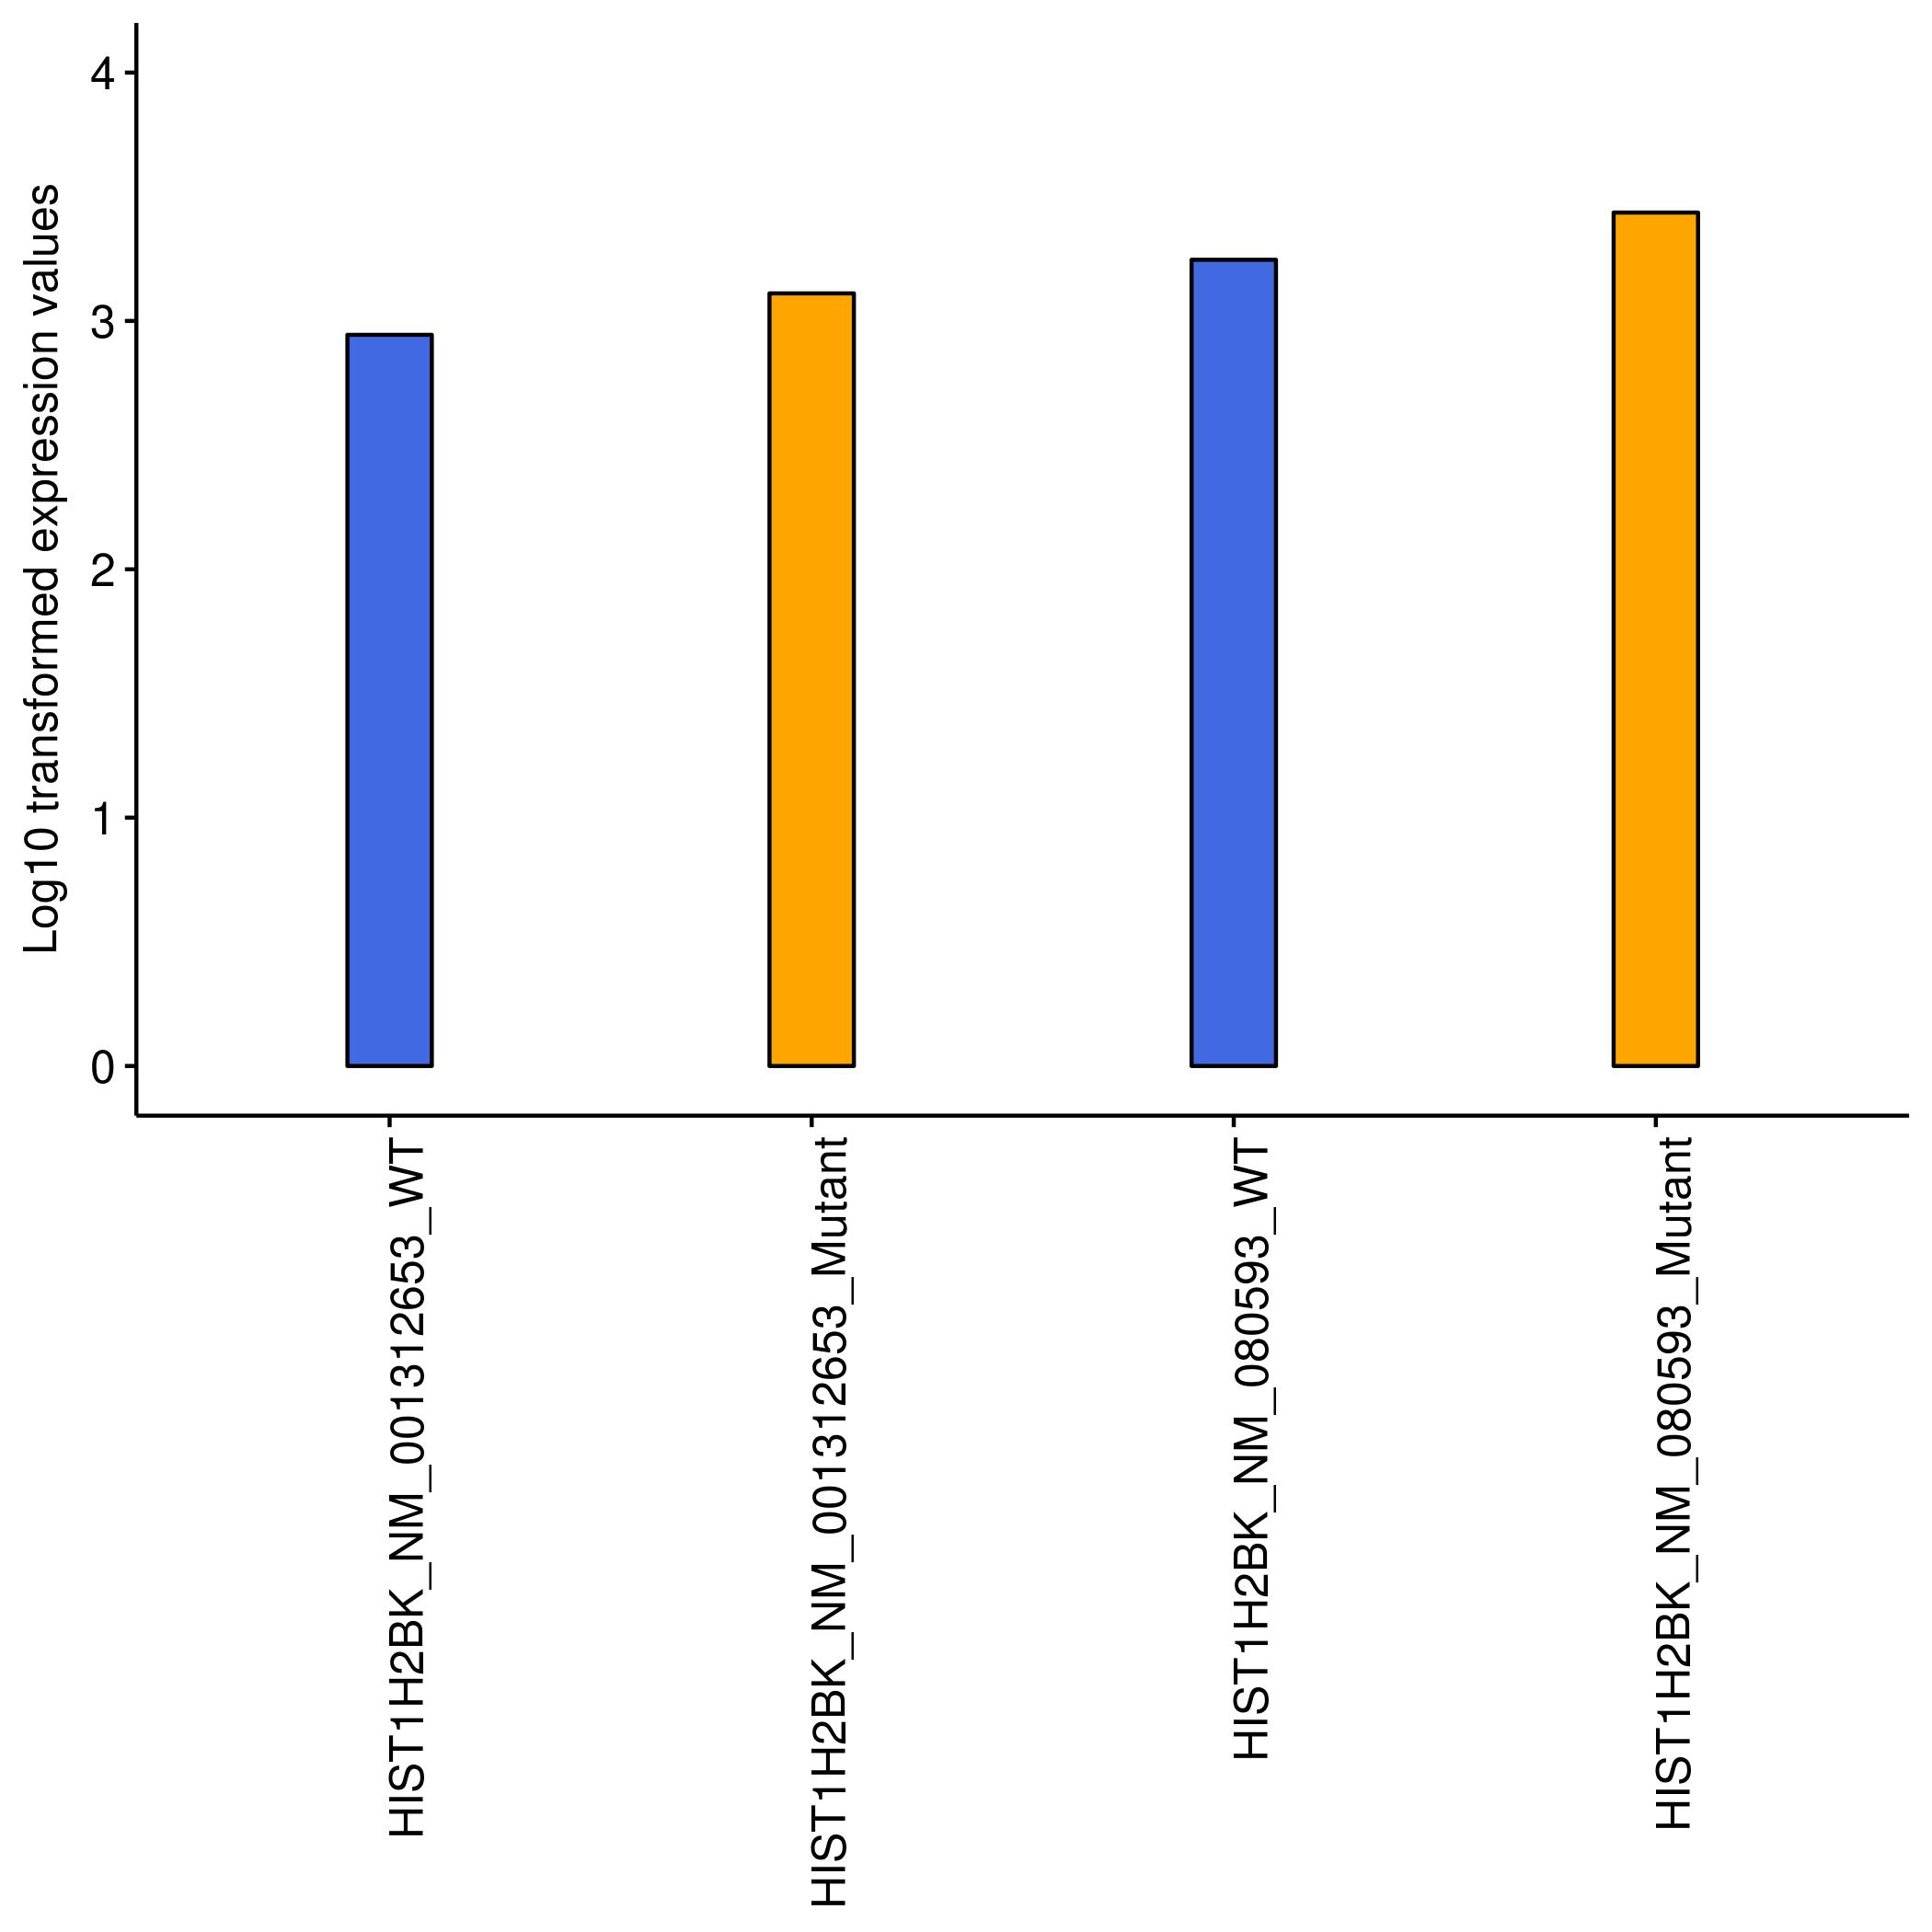 Log10 transformed expression values
4
3
2
1
0
HIST1H2BK_NM_001312653_WT
HIST1H2BK_NM_001312653_Mutant
HIST1H2BK_NM_080593_WT
HIST1H2BK_NM_080593_Mutant